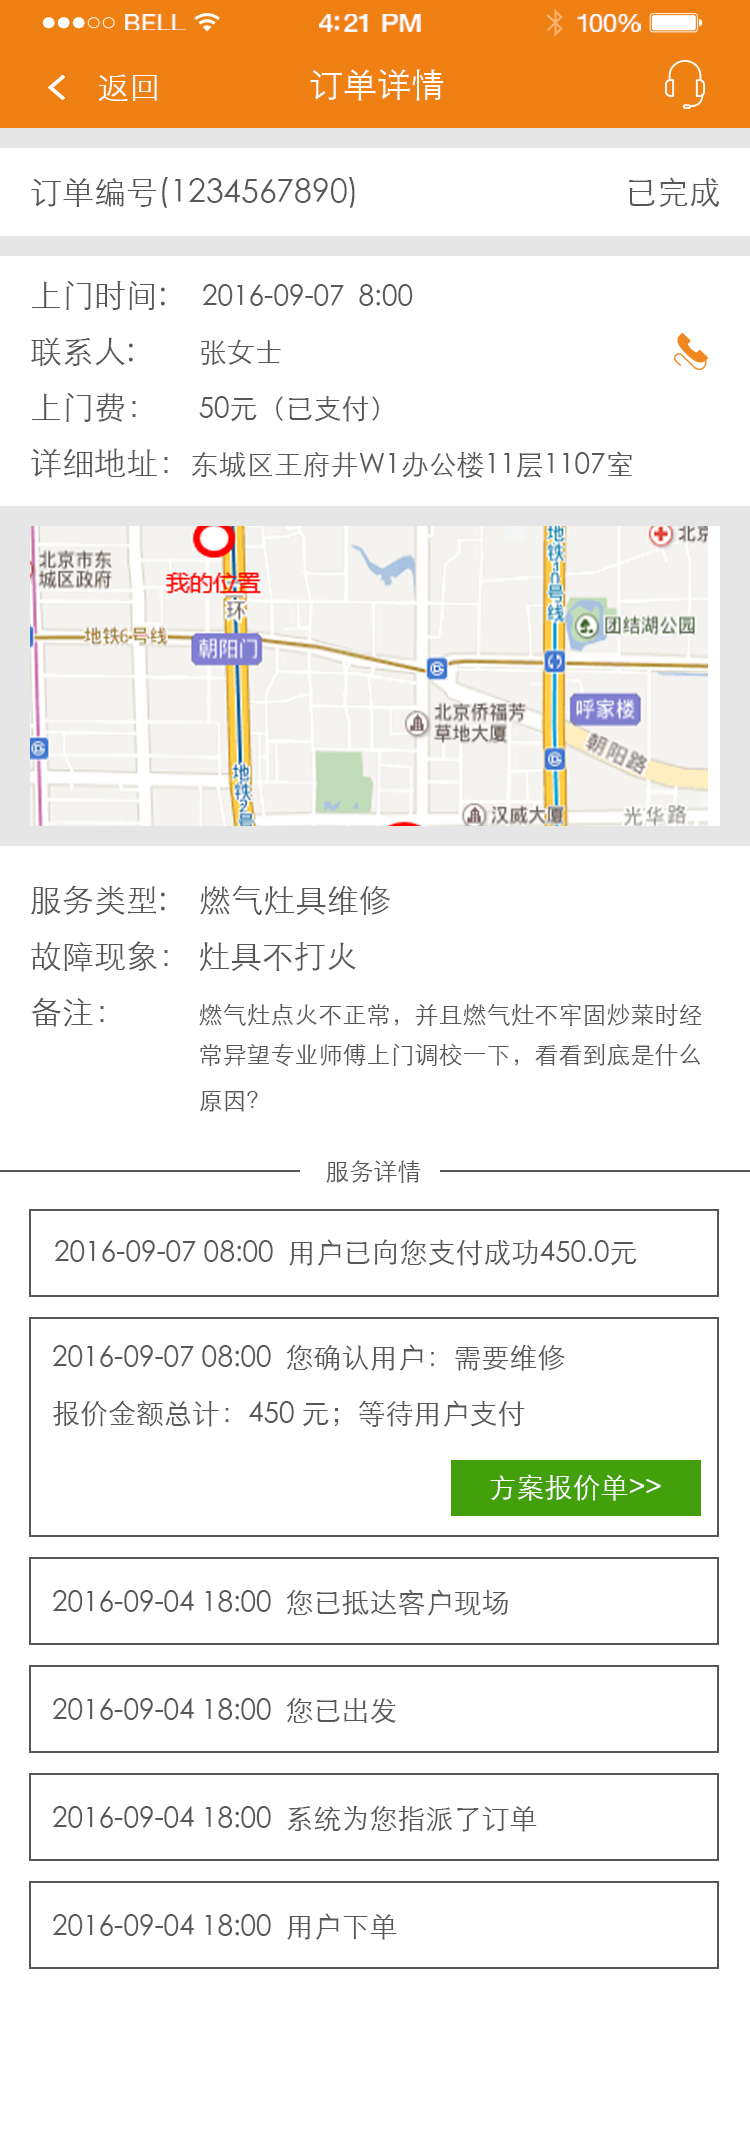 BELL 4:21 PM 100%
返回 订单详情
订单编号(1234567890) 已完成
上门时间: 2016-09-07 8:00
联系人: 张女士
上门费: 50元（已支付）
详细地址: 东城区王府井W1办公楼11层1107室
北京市东
城区政府
我的位置
环
地铁6号线
朝阳门
地铁10号线
北京
团结湖公园
呼家楼
北京侨福芳
草地大厦
朝阳路
地铁2号
汉威大厦
光华路
服务类型: 燃气灶具维修
故障现象: 灶具不打火
备注: 燃气灶点火不正常，并且燃气灶不牢固炒菜时经
常异望专业师傅上门调校一下，看看到底是什么
原因?
服务详情
2016-09-07 08:00 用户已向您支付成功450.0元
2016-09-07 08:00 您确认用户：需要维修
报价金额总计：450 元；等待用户支付
方案报价单>>
2016-09-04 18:00 您已抵达客户现场
2016-09-04 18:00 您已出发
2016-09-04 18:00 系统为您指派了订单
2016-09-04 18:00 用户下单